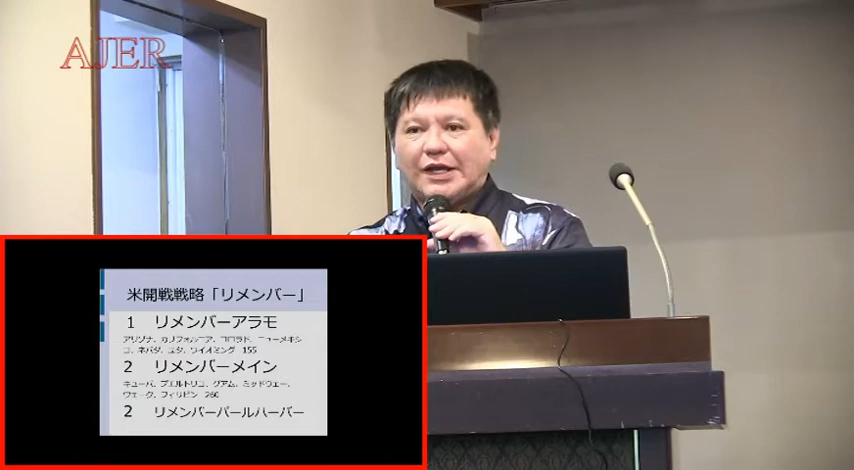 AJER
米開戦戦略「リメンバー」
1 リメンバーアラモ
アリゾナ、カリフォルニア、コロラド、ニューメキシ
コ、ネバダ、ユタ、ワイオミング 155
2 リメンバーメイン
キューバ、プエルトリコ、グアム、ミッドウェー、
ウェーク、フィリピン 260
2 リメンバーパールハーバー